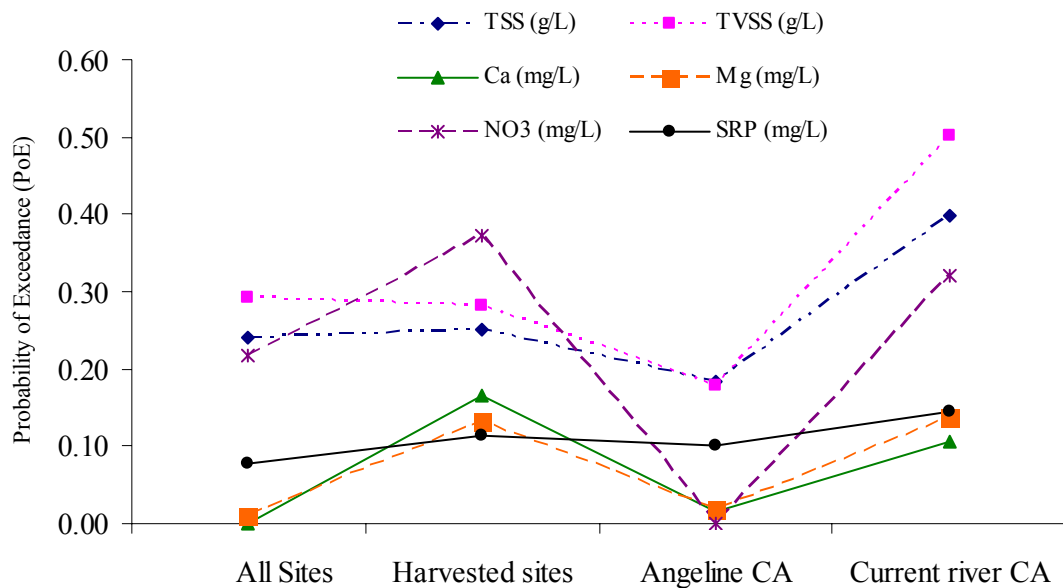 TSS (g/L) TVSS (g/L)
Ca (mg/L) Mg (mg/L)
NO3 (mg/L) SRP (mg/L)
Probability of Exceedance (PoE)
0.60
0.50
0.40
0.30
0.20
0.10
0.00
All Sites Harvested sites Angeline CA Current river CA